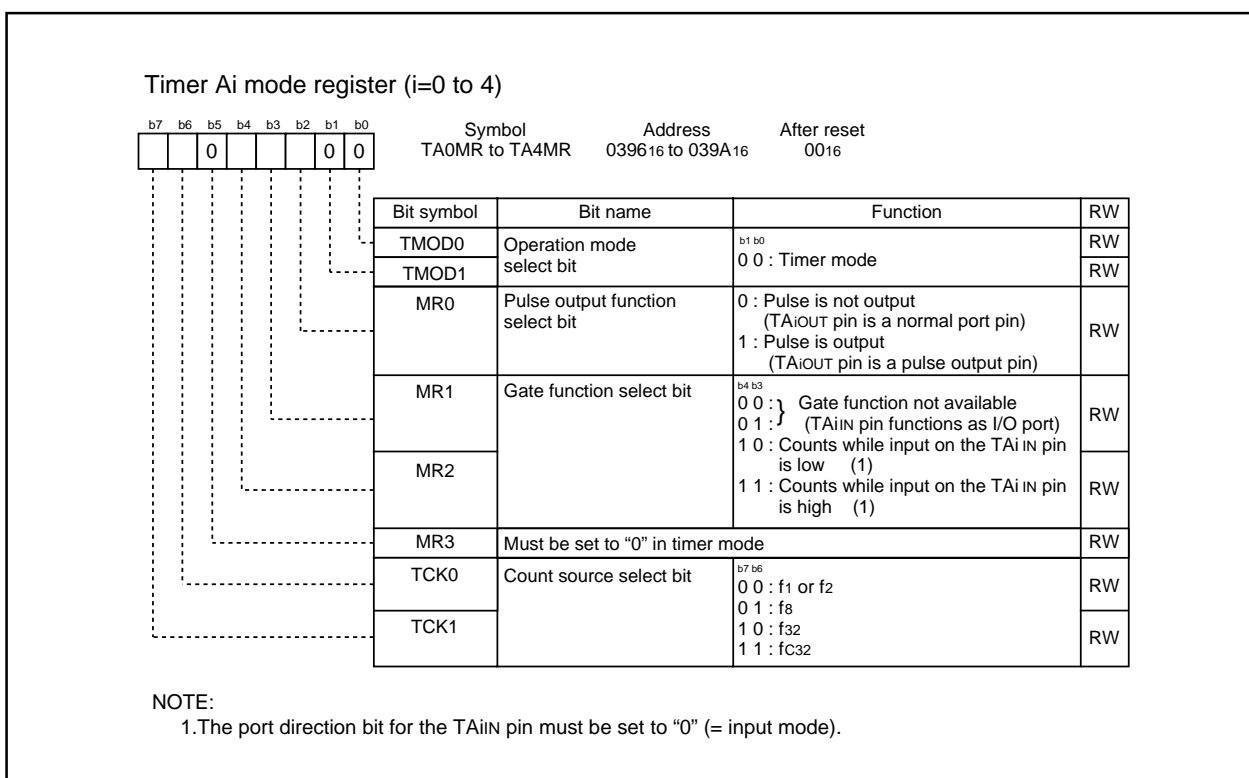 Timer Ai mode register (i=0 to 4)
b7 b6 b5 b4 b3 b2 b1 b0
0 0 0
Symbol Address After reset
TA0MR to TA4MR 039616 to 039A16 0016
Bit symbol Bit name Function RW
TMOD0 Operation mode select bit b1 b0 RW
TMOD1 0 0 : Timer mode RW
MR0 Pulse output function select bit
0 : Pulse is not output
(TAiOUT pin is a normal port pin)
1 : Pulse is output
(TAiOUT pin is a pulse output pin)
RW
MR1 Gate function select bit
b4 b3
0 0 : } Gate function not available
0 1 : } (TAiIN pin functions as I/O port)
1 0 : Counts while input on the TAi IN pin
is low (1)
RW
MR2
1 1 : Counts while input on the TAi IN pin
is high (1)
RW
MR3 Must be set to “0” in timer mode RW
TCK0 Count source select bit
b7 b6
0 0 : f1 or f2
0 1 : f8
RW
TCK1
1 0 : f32
1 1 : fC32
RW
NOTE:
1.The port direction bit for the TAiIN pin must be set to “0” (= input mode).